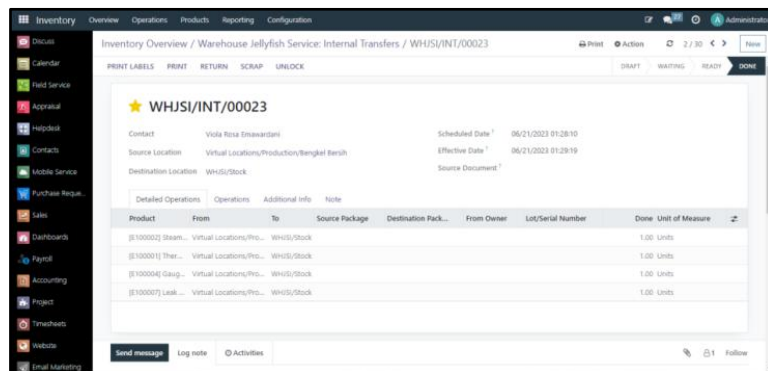 Inventory Overview Operations Products Reporting Configuration Administrator
Discuss
Calendar
Field Service
Appraisal
Helpdesk
Contacts
Mobile Service
Purchase Reque...
Sales
Dashboards
Payroll
Accounting
Project
Timesheets
Website
Email Marketing
Inventory Overview / Warehouse Jellyfish Service: Internal Transfers / WHJSI/INT/00023 Print Action 2 / 30 New
PRINT LABELS PRINT RETURN SCRAP UNLOCK DRAFT WAITING READY DONE
WHJSI/INT/00023
Contact Viola Rosa Emawardani Scheduled Date ? 06/21/2023 01:28:10
Source Location Virtual Locations/Production/Bengkel Bersih Effective Date ? 06/21/2023 01:29:19
Destination Location WHJSI/Stock Source Document ?
Detailed Operations Operations Additional Info Note
Product From To Source Package Destination Pack... From Owner Lot/Serial Number Done Unit of Measure
[E100002] Steam... Virtual Locations/Pro... WHJSI/Stock 1.00 Units
[E100001] Ther... Virtual Locations/Pro... WHJSI/Stock 1.00 Units
[E100004] Gaug... Virtual Locations/Pro... WHJSI/Stock 1.00 Units
[E100007] Leak ... Virtual Locations/Pro... WHJSI/Stock 1.00 Units
Send message Log note Activities 1 Follow